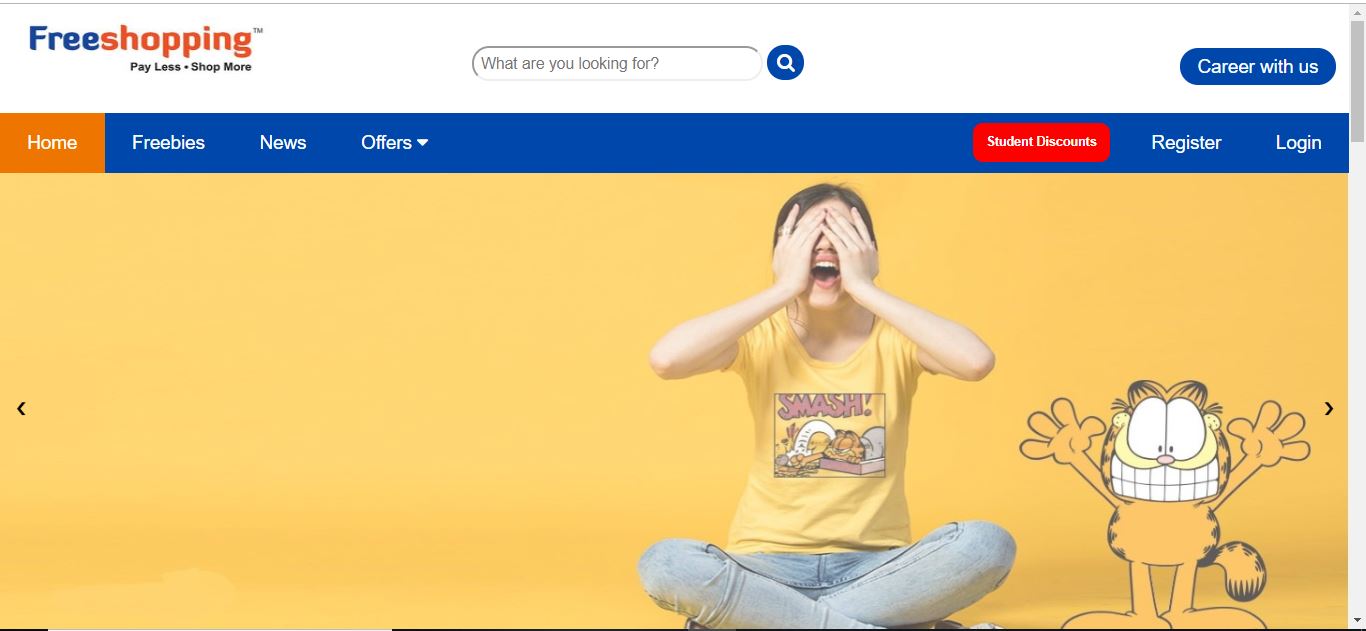 Freeshopping™
Pay Less • Shop More
What are you looking for?
Career with us
Home
Freebies
News
Offers
Student Discounts
Register
Login
SMASH!